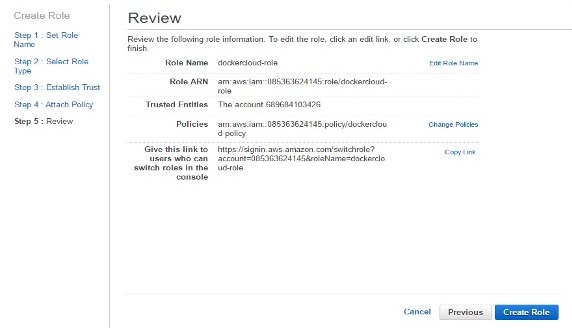 Create Role
Step 1 : Set Role
Name
Step 2 : Select Role
Type
Step 3 : Establish Trust
Step 4 : Attach Policy
Step 5 : Review
Review
Review the following role information. To edit the role, click an edit link, or click Create Role to
finish.
Role Name dockercloud-role Edit Role Name
Role ARN arn:aws:iam::085363624145:role/dockercloud-
role
Trusted Entities The account 689684103426
Policies arn:aws:iam::085363624145:policy/dockerclou Change Policies
d-policy
Give this link to https://signin.aws.amazon.com/switchrole? Copy Link
users who can account=085363624145&roleName=dockerclo
switch roles in the ud-role
console
Cancel Previous Create Role